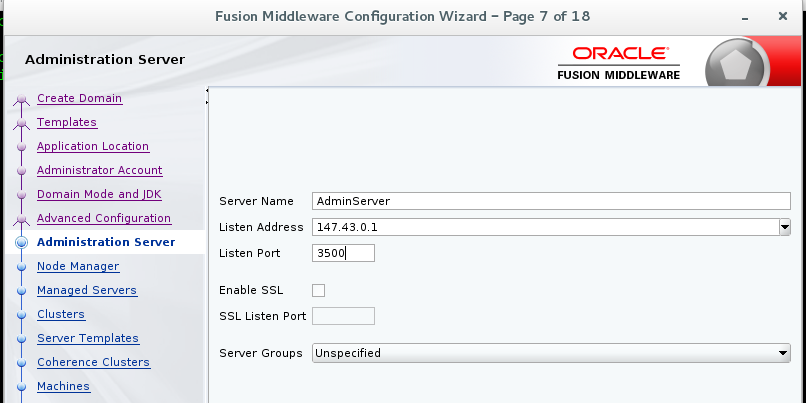 Fusion Middleware Configuration Wizard – Page 7 of 18
Administration Server
ORACLE
FUSION MIDDLEWARE
Create Domain
Templates
Application Location
Administrator Account
Domain Mode and JDK
Advanced Configuration
Administration Server
Node Manager
Managed Servers
Clusters
Server Templates
Coherence Clusters
Machines
Server Name AdminServer
Listen Address 147.43.0.1
Listen Port 3500
Enable SSL
SSL Listen Port
Server Groups Unspecified